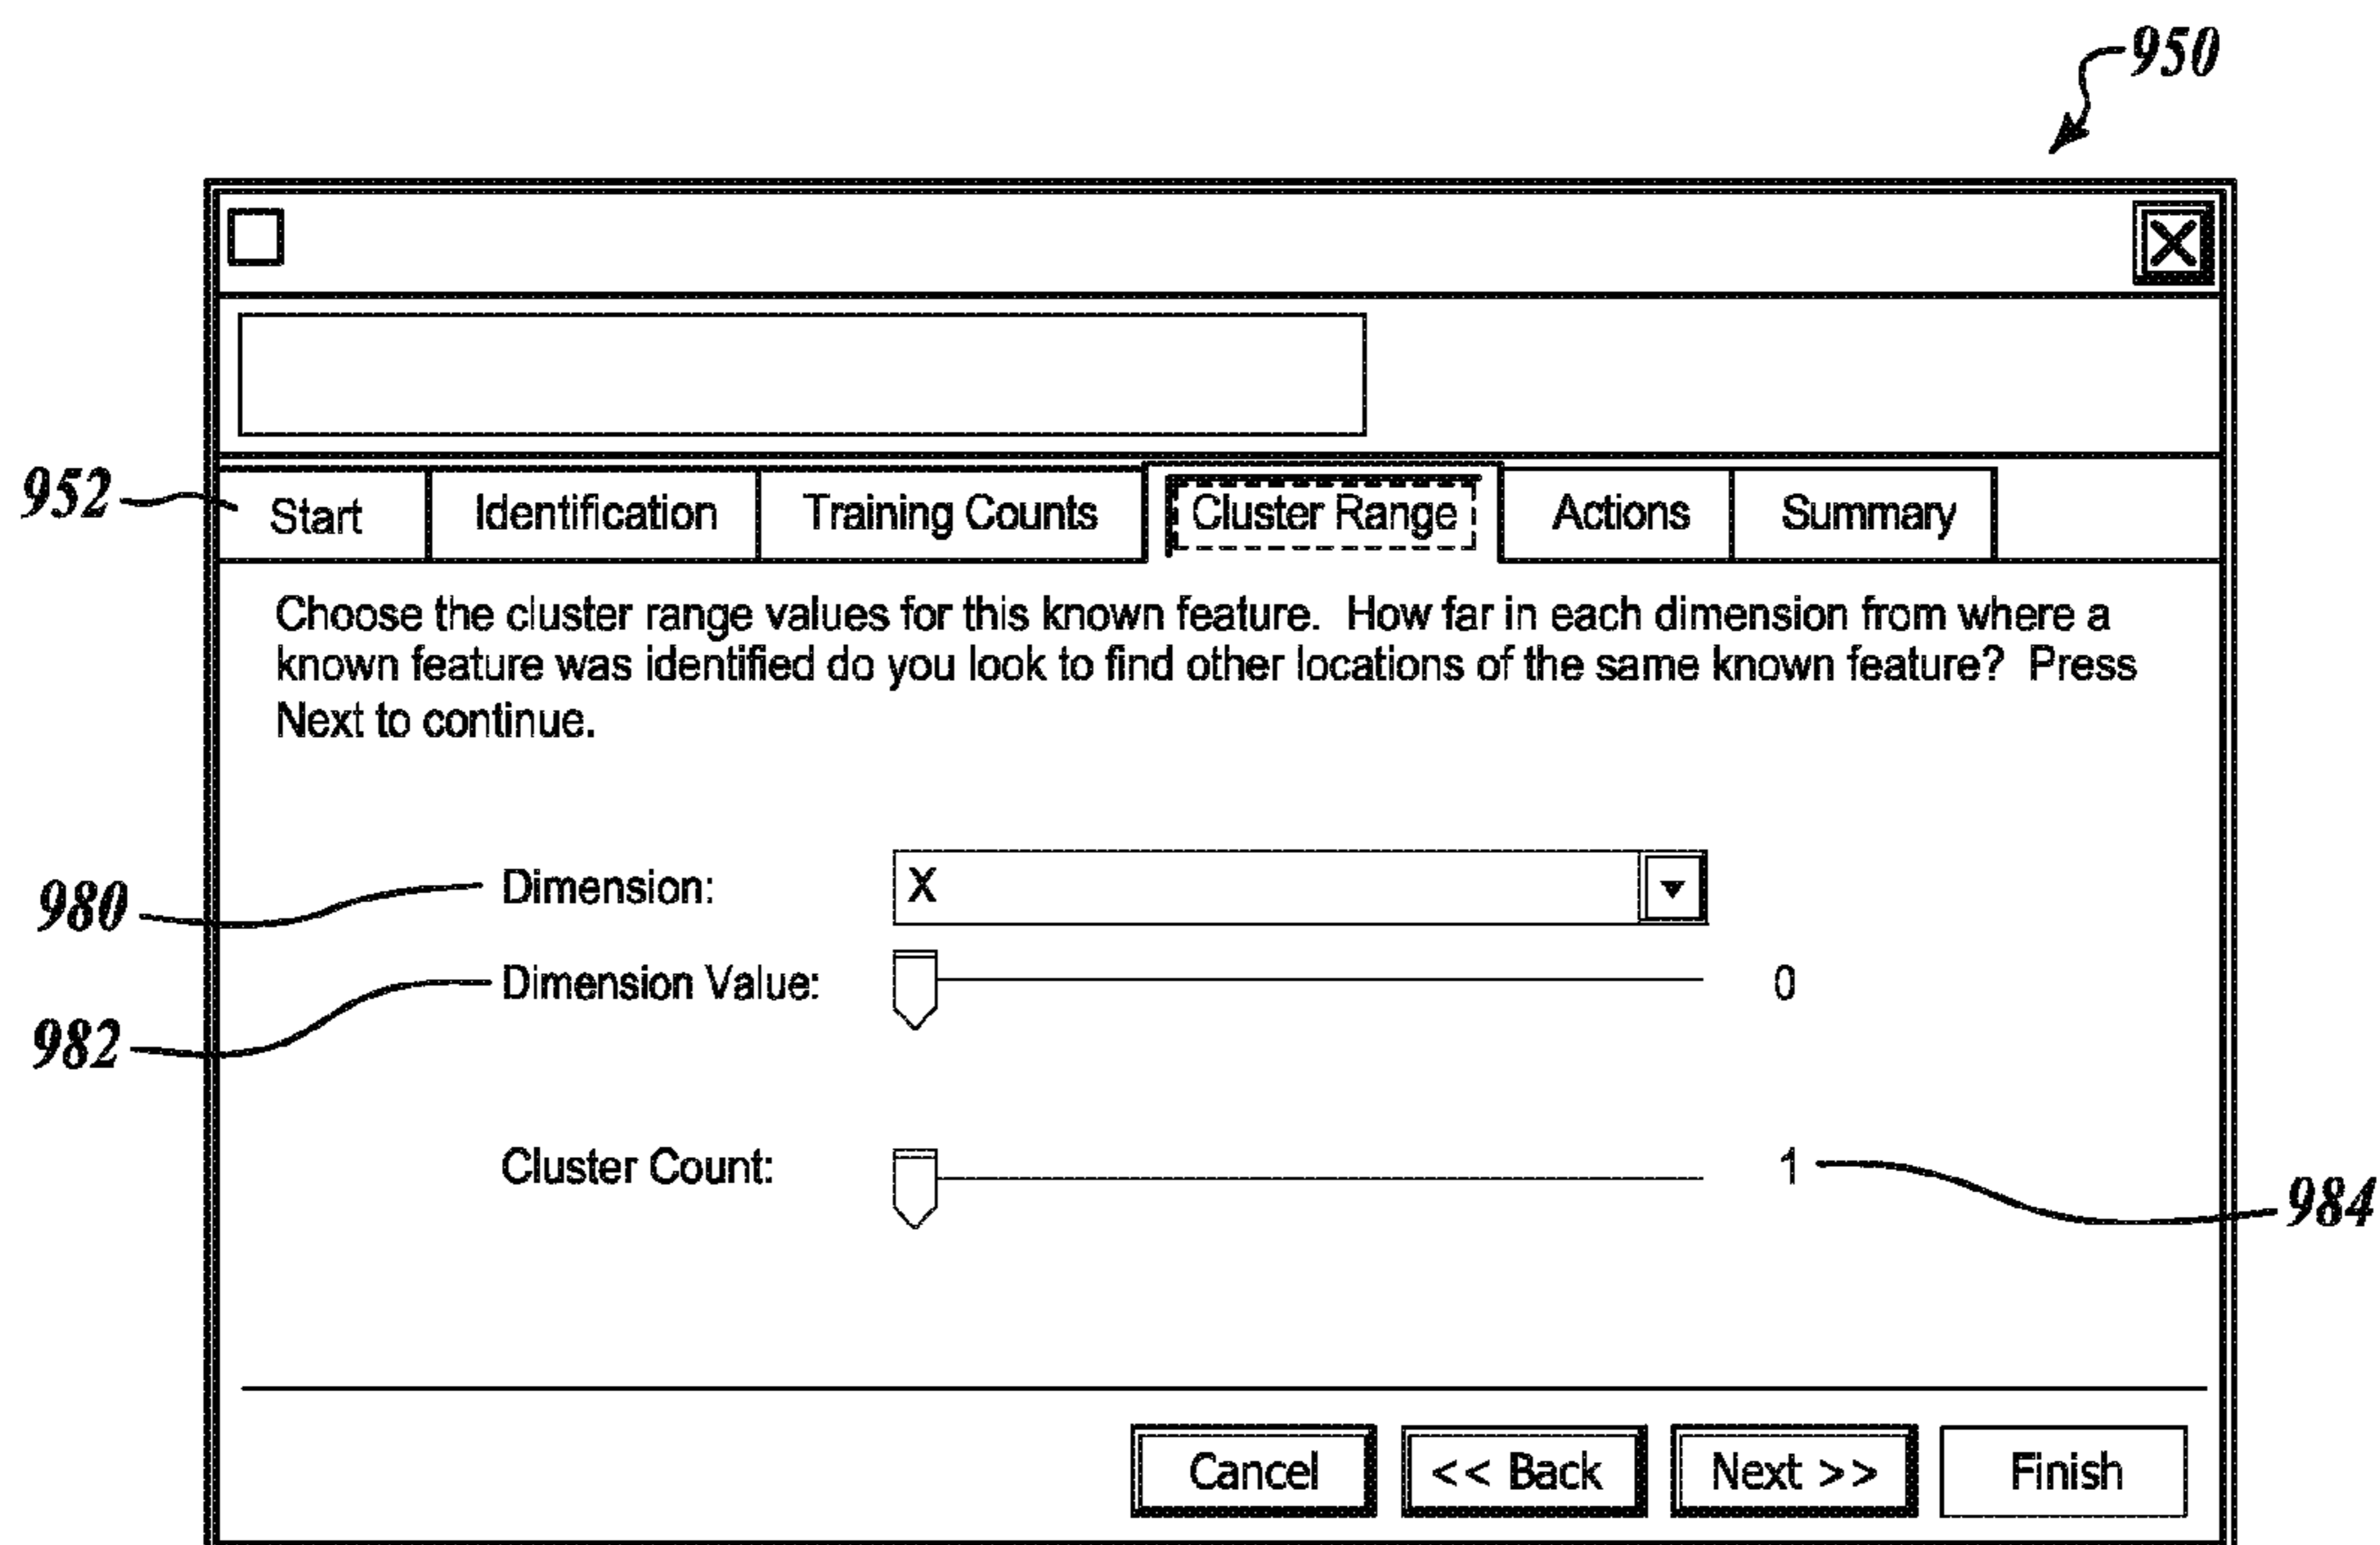 950
952
Start Identification Training Counts Cluster Range Actions Summary
Choose the cluster range values for this known feature. How far in each dimension from where a
known feature was identified do you look to find other locations of the same known feature? Press
Next to continue.
980 Dimension: X
982 Dimension Value: 0
Cluster Count: 1 984
Cancel << Back Next >> Finish